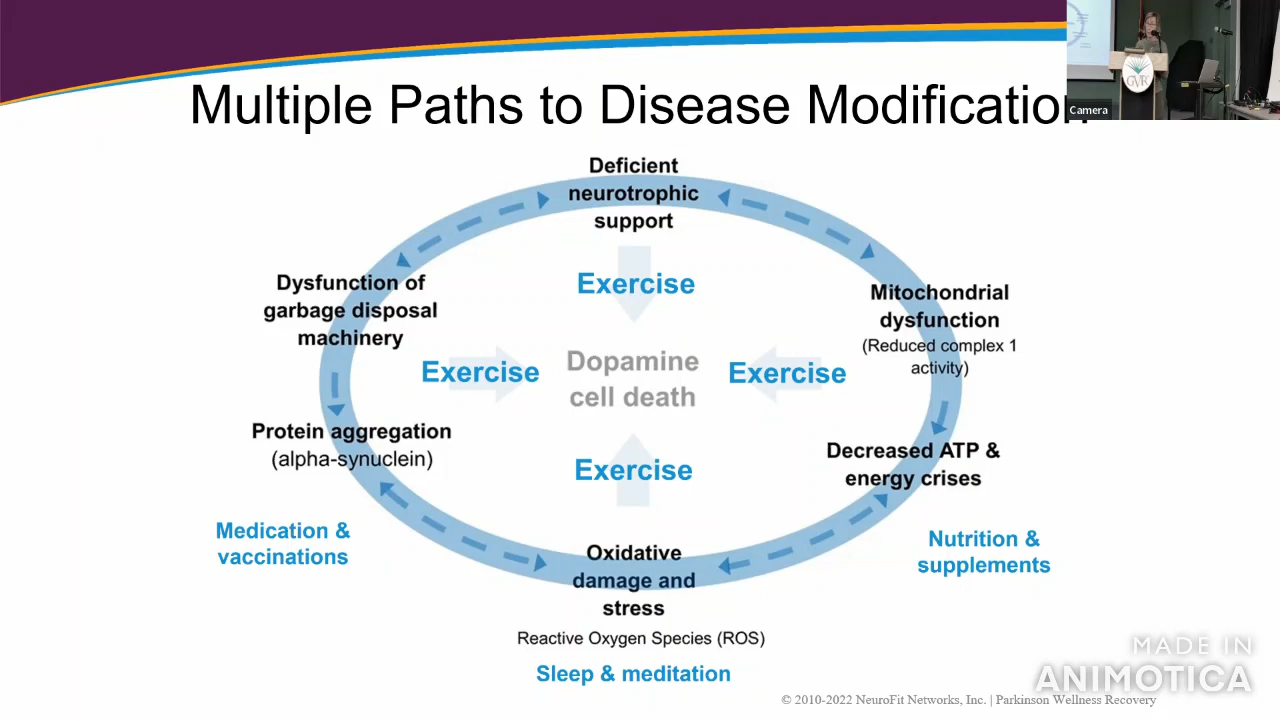 Multiple Paths to Disease Modification
Camera
GVR
Deficient
neurotrophic
support
Exercise
Dysfunction of
garbage disposal
machinery
Mitochondrial
dysfunction
(Reduced complex 1
activity)
Exercise
Dopamine
cell death
Exercise
Protein aggregation
(alpha-synuclein)
Exercise
Decreased ATP &
energy crises
Medication &
vaccinations
Nutrition &
supplements
Oxidative
damage and
stress
Reactive Oxygen Species (ROS)
Sleep & meditation
MADE IN
ANIMOTICA
© 2010-2022 NeuroFit Networks, Inc. | Parkinson Wellness Recovery